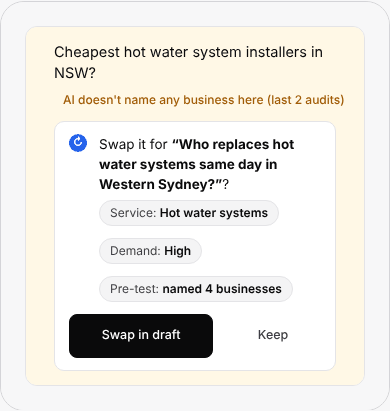 Cheapest hot water system installers in
NSW?
AI doesn't name any business here (last 2 audits)
Swap it for “Who replaces hot
water systems same day in
Western Sydney?”?
Service: Hot water systems
Demand: High
Pre-test: named 4 businesses
Swap in draft
Keep